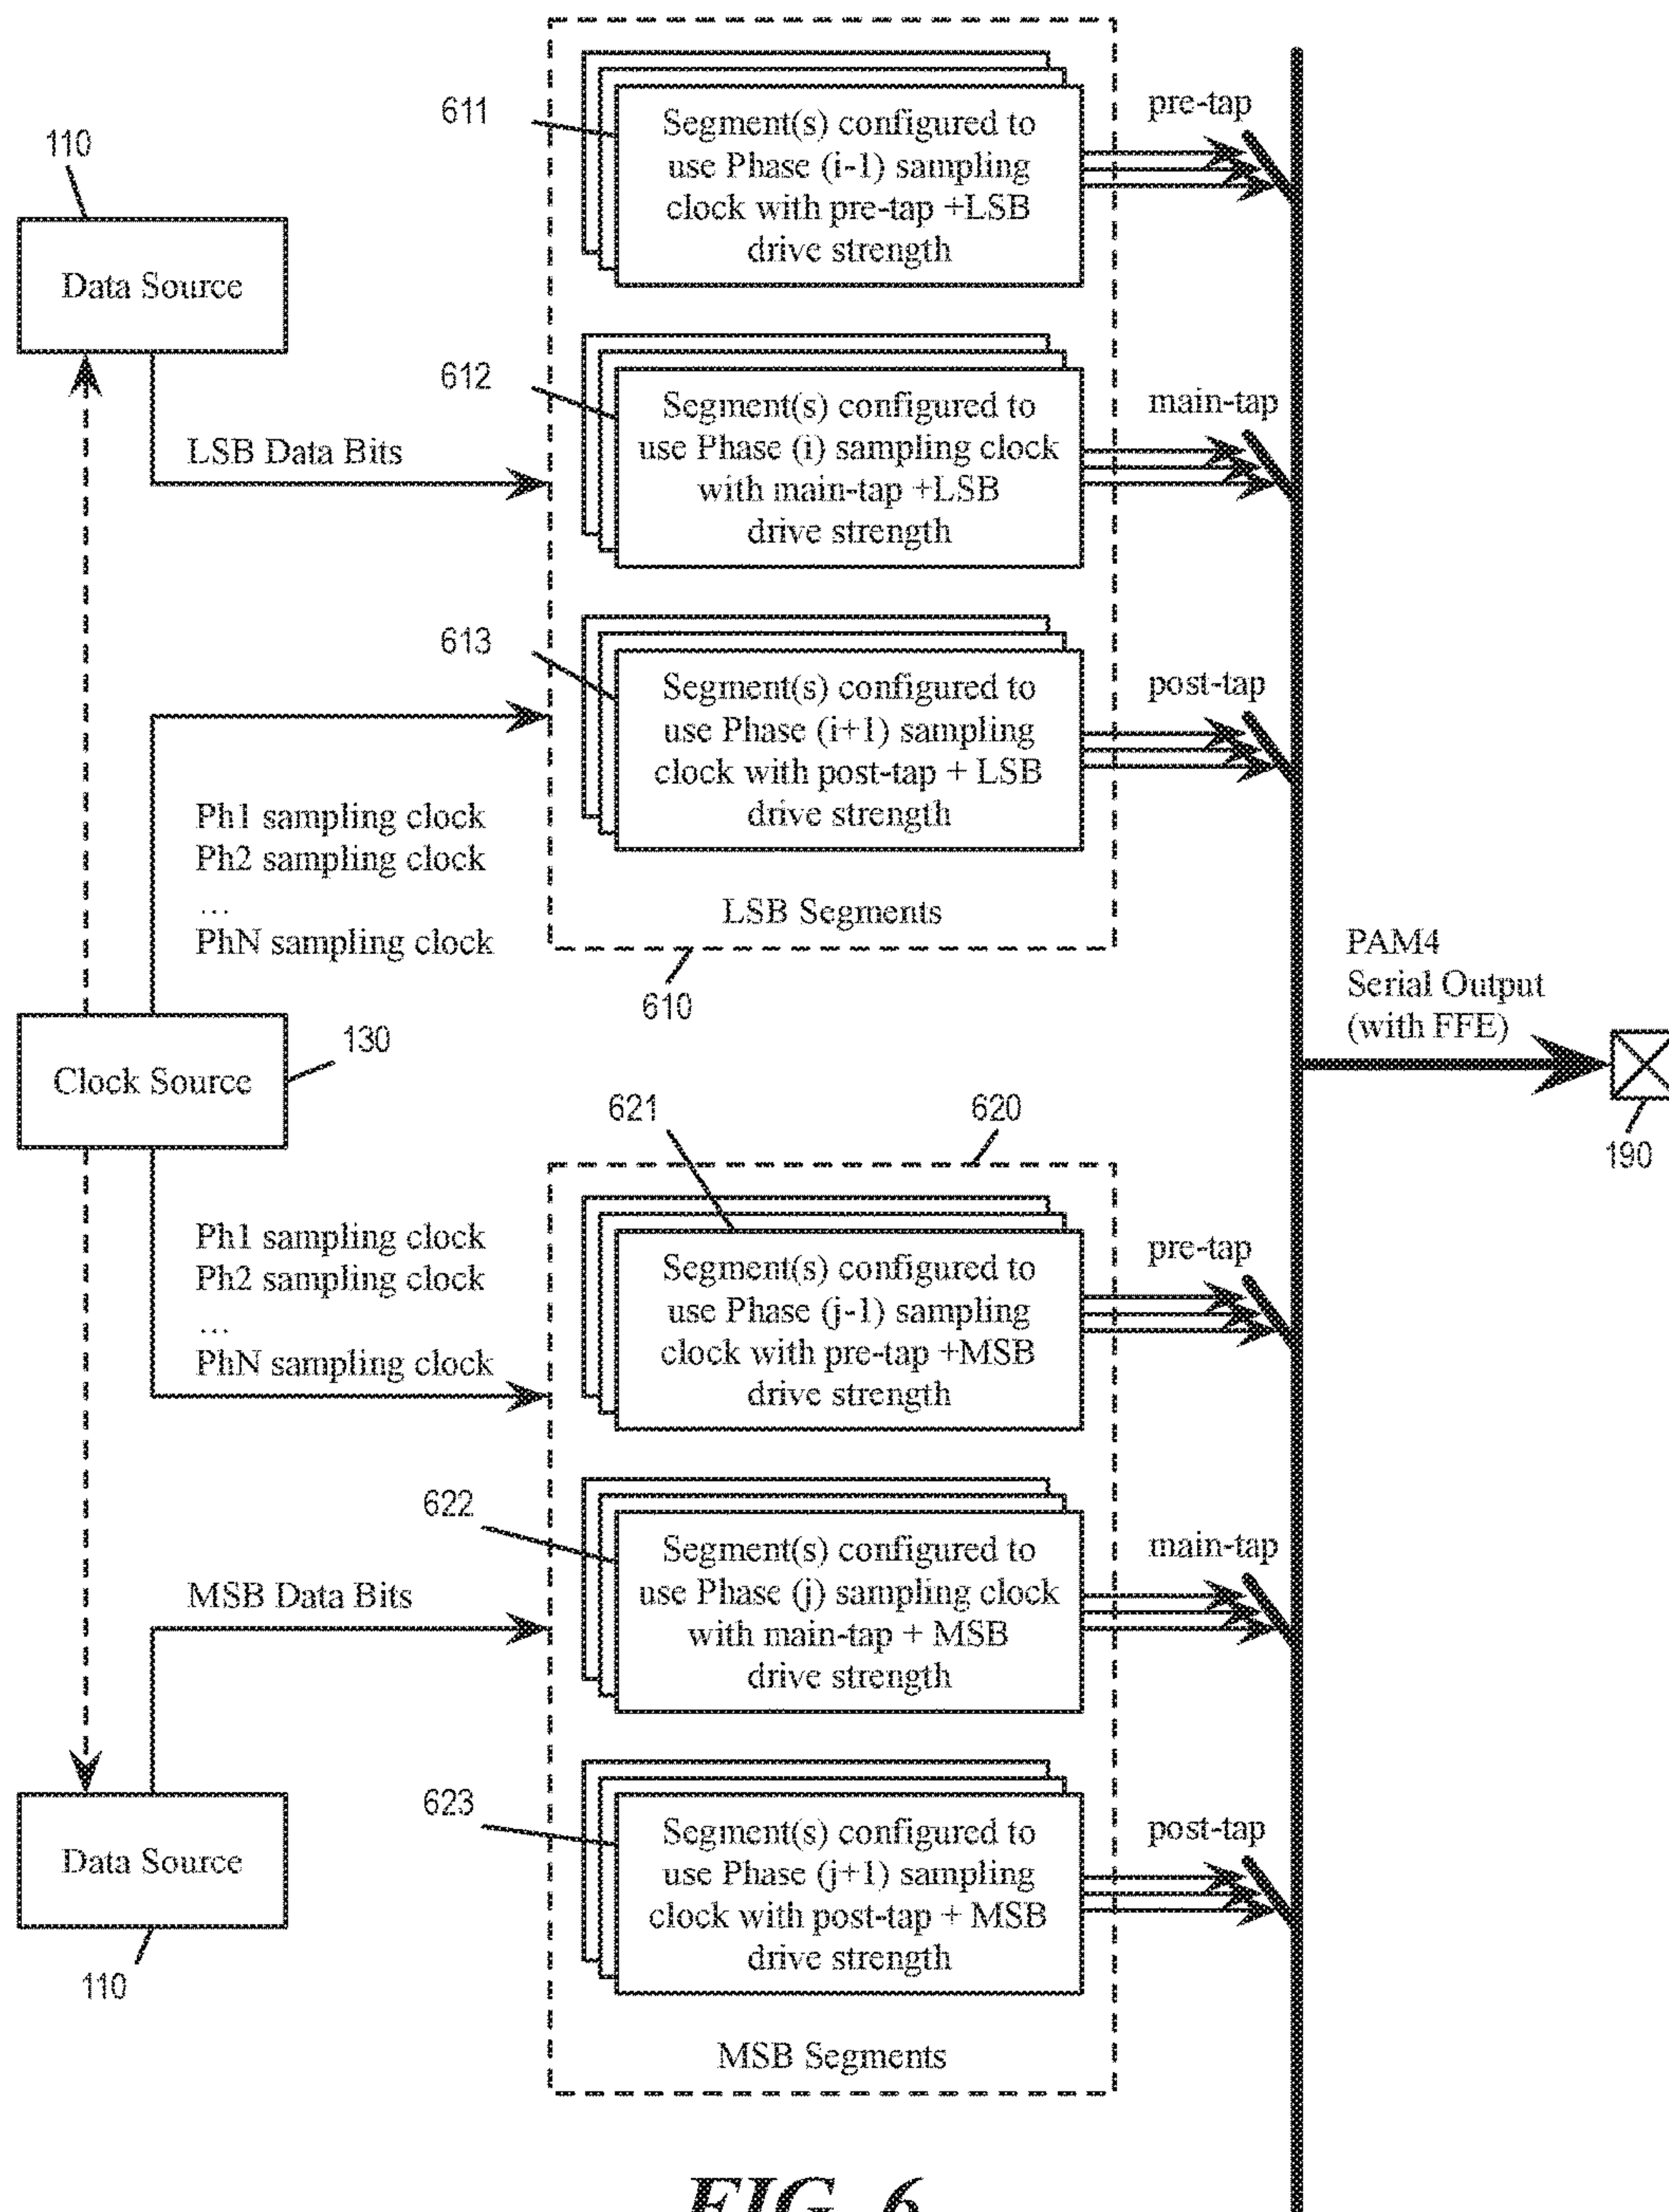 110
Data Source
LSB Data Bits
Ph1 sampling clock
Ph2 sampling clock
...
PhN sampling clock
Clock Source
130
Ph1 sampling clock
Ph2 sampling clock
...
PhN sampling clock
MSB Data Bits
Data Source
110
611
Segment(s) configured to
use Phase (i-1) sampling
clock with pre-tap +LSB
drive strength
pre-tap
612
Segment(s) configured to
use Phase (i) sampling clock
with main-tap +LSB
drive strength
main-tap
613
Segment(s) configured to
use Phase (i+1) sampling
clock with post-tap + LSB
drive strength
post-tap
LSB Segments
610
PAM4
Serial Output
(with FFE)
190
621
620
Segment(s) configured to
use Phase (j-1) sampling
clock with pre-tap +MSB
drive strength
pre-tap
622
Segment(s) configured to
use Phase (j) sampling clock
with main-tap + MSB
drive strength
main-tap
623
Segment(s) configured to
use Phase (j+1) sampling
clock with post-tap + MSB
drive strength
post-tap
MSB Segments
FIG. 6